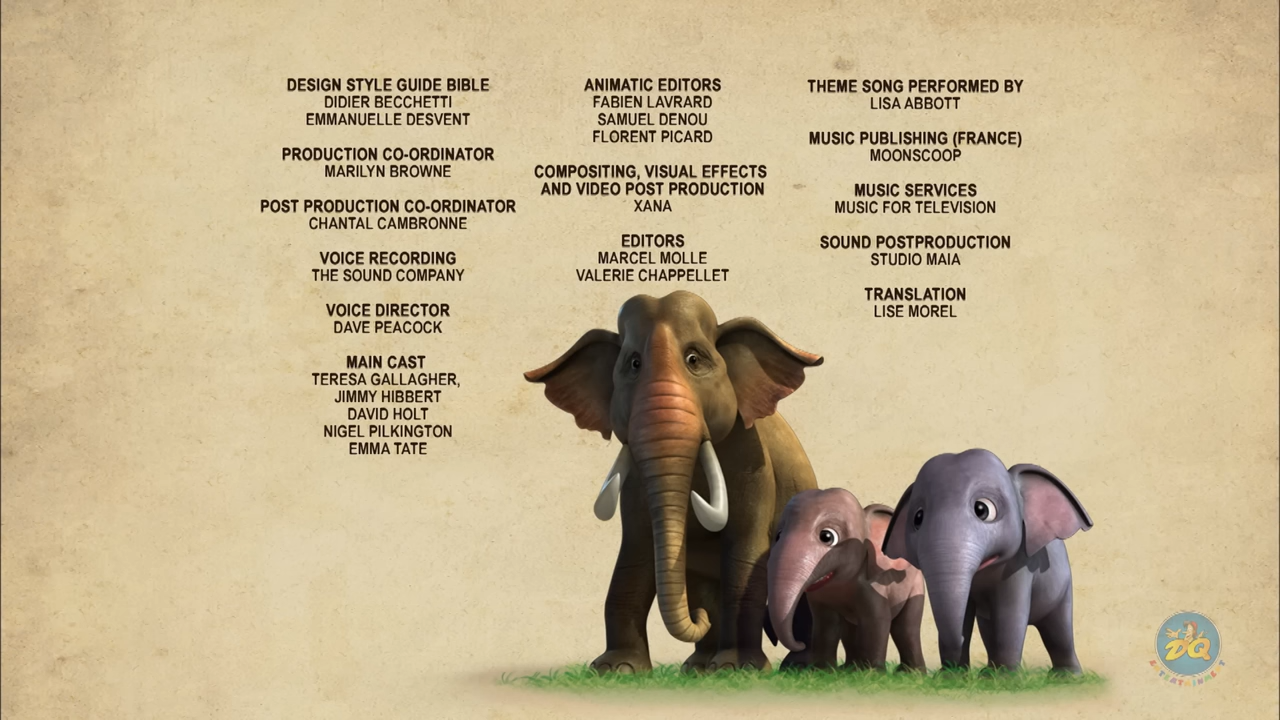 DESIGN STYLE GUIDE BIBLE
DIDIER BECCHETTI
EMMANUELLE DESVENT
PRODUCTION CO-ORDINATOR
MARILYN BROWNE
POST PRODUCTION CO-ORDINATOR
CHANTAL CAMBRONNE
VOICE RECORDING
THE SOUND COMPANY
VOICE DIRECTOR
DAVE PEACOCK
MAIN CAST
TERESA GALLAGHER,
JIMMY HIBBERT
DAVID HOLT
NIGEL PILKINGTON
EMMA TATE
ANIMATIC EDITORS
FABIEN LAVRARD
SAMUEL DENOU
FLORENT PICARD
COMPOSITING, VISUAL EFFECTS
AND VIDEO POST PRODUCTION
XANA
EDITORS
MARCEL MOLLE
VALERIE CHAPPELLET
THEME SONG PERFORMED BY
LISA ABBOTT
MUSIC PUBLISHING (FRANCE)
MOONSCOOP
MUSIC SERVICES
MUSIC FOR TELEVISION
SOUND POSTPRODUCTION
STUDIO MAIA
TRANSLATION
LISE MOREL
DQ
ENTERTAINMENT